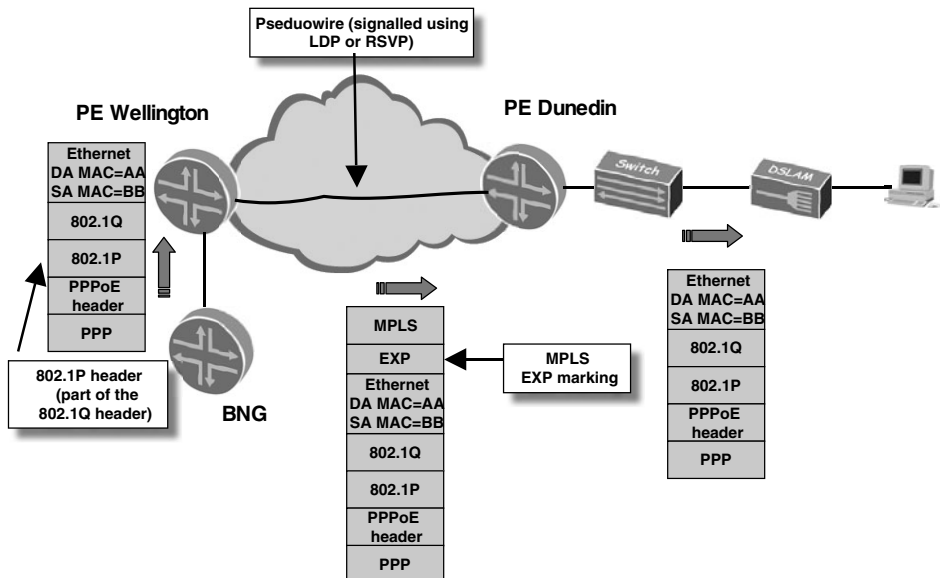 Pseduowire (signalled using
LDP or RSVP)
PE Wellington
PE Dunedin
Ethernet
DA MAC=AA
SA MAC=BB
802.1Q
802.1P
PPPoE
header
PPP
802.1P header
(part of the
802.1Q header)
BNG
MPLS
EXP
Ethernet
DA MAC=AA
SA MAC=BB
802.1Q
802.1P
PPPoE
header
PPP
MPLS
EXP marking
Switch
DSLAM
Ethernet
DA MAC=AA
SA MAC=BB
802.1Q
802.1P
PPPoE
header
PPP